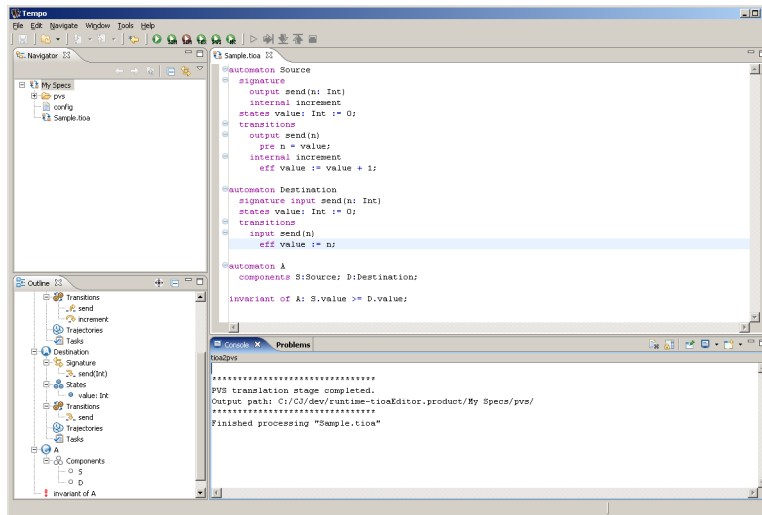 Tempo
File Edit Navigate Window Tools Help
Navigator
My Specs
pvs
config
Sample.tioa
Sample.tioa
automaton Source
signature
output send(n: Int)
internal increment
states value: Int := 0;
transitions
output send(n)
pre n = value;
internal increment
eff value := value + 1;
automaton Destination
signature input send(n: Int)
states value: Int := 0;
transitions
input send(n)
eff value := n;
automaton A
components S:Source; D:Destination;
invariant of A: S.value >= D.value;
Outline
Transitions
send
increment
Trajectories
Tasks
Destination
Signature
send(Int)
States
value: Int
Transitions
send
Trajectories
Tasks
A
Components
S
D
invariant of A
Console Problems
tioa2pvs
********************************
PVS translation stage completed.
Output path: C:/CJ/dev/runtime-tioaEditor.product/My Specs/pvs/
********************************
Finished processing "Sample.tioa"